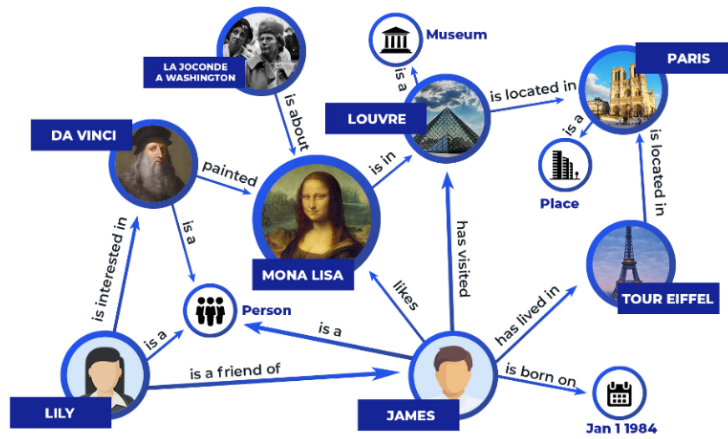 Museum
PARIS
LA JOCONDE
A WASHINGTON
is a
is located in
LOUVRE
DA VINCI
is about
is a
is in
painted
is located in
Place
is a
has visited
MONA LISA
is interested in
likes
TOUR EIFFEL
Person
has lived in
is a
is a
is a friend of
is born on
LILY
JAMES
Jan 1 1984